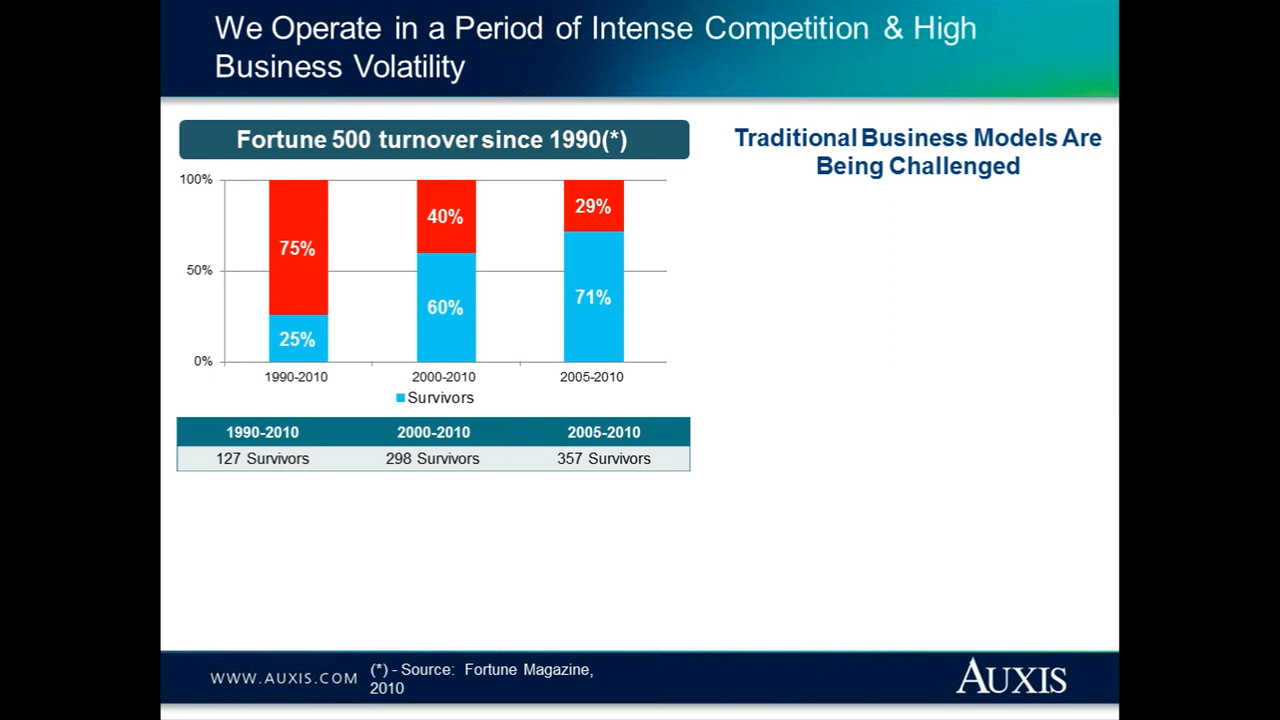 We Operate in a Period of Intense Competition & High
Business Volatility
Fortune 500 turnover since 1990(*)
100%
50%
0%
75%
25%
40%
60%
29%
71%
1990-2010
2000-2010
2005-2010
Survivors
1990-2010 2000-2010 2005-2010
127 Survivors 298 Survivors 357 Survivors
Traditional Business Models Are
Being Challenged
WWW.AUXIS.COM
(*) - Source: Fortune Magazine,
2010
AUXIS